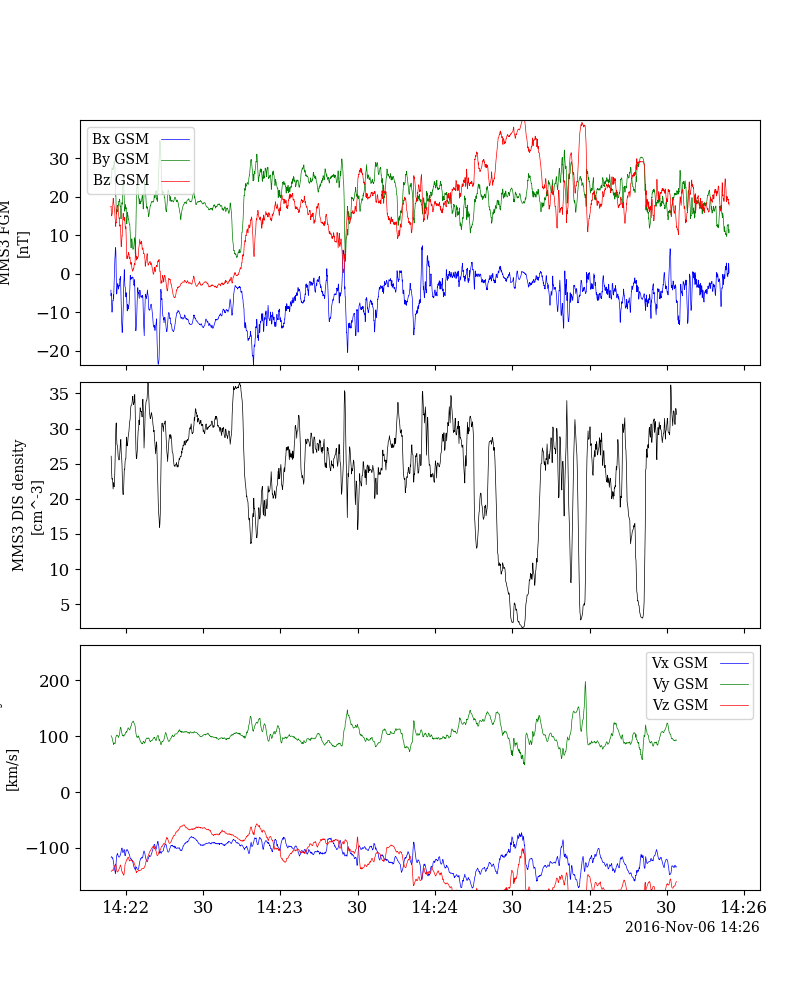 Bx GSM
By GSM
Bz GSM
30
20
10
0
−10
−20
MMS3 FGM
[nT]
35
30
25
20
15
10
5
MMS3 DIS density
[cm^-3]
Vx GSM
Vy GSM
Vz GSM
200
100
0
−100
[km/s]
14:22 30 14:23 30 14:24 30 14:25 30 14:26
2016-Nov-06 14:26